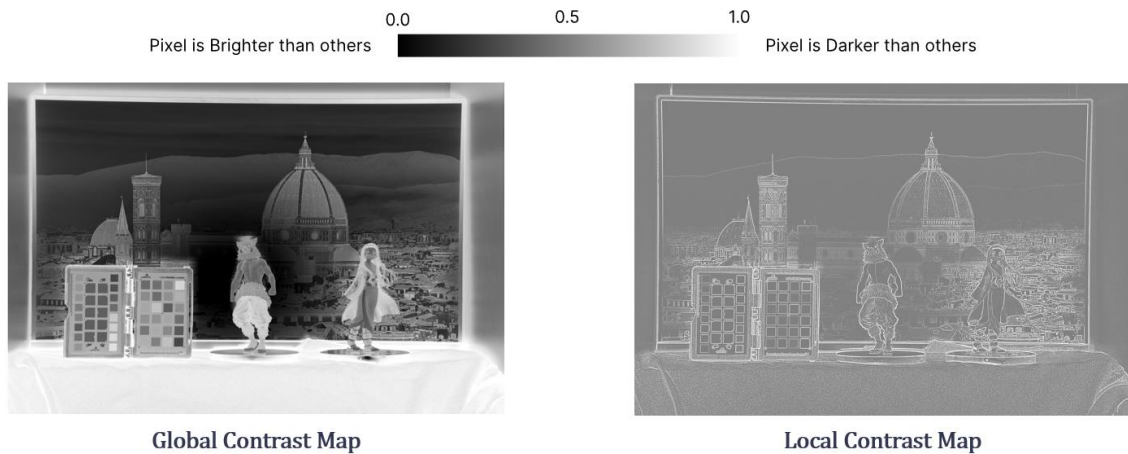 0.0 0.5 1.0
Pixel is Brighter than others Pixel is Darker than others
Global Contrast Map Local Contrast Map